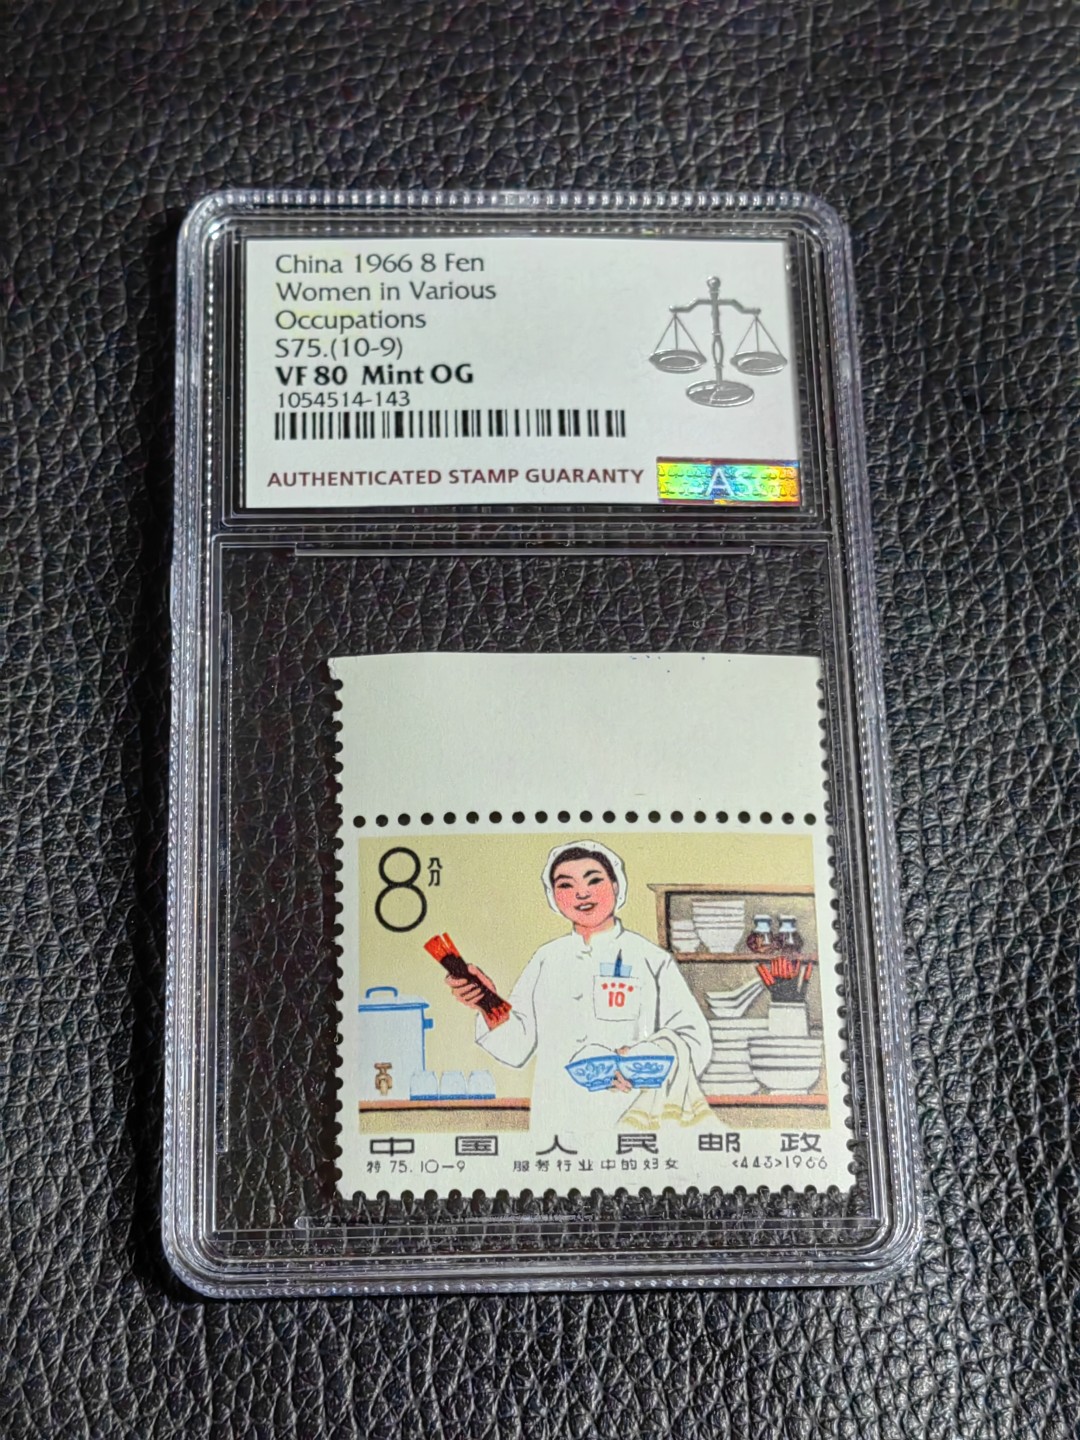 China 1966 8 Fen
Women in Various
Occupations
S75.(10-9)
VF 80 Mint OG
1054514-143
AUTHENTICATED STAMP GUARANTY
8分
八
10
中国人民邮政
特 75.10-9 服务行业中的妇女 <443>1966